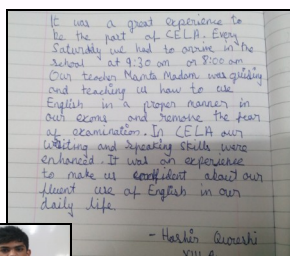 It was a great experience to
be the part of CELA. Every
Saturday we had to arrive in the
school at 9:30 am or 8:00 am
Our teacher Mamta Madam was guiding
and teaching us how to use
English in a proper manner in
our exams and remove the fear
of examination. In CELA our
writing and speaking skills were
enhanced. It was an experience
to make us confident about our
fluent use of English in our
daily life
- Harshir Qureshi